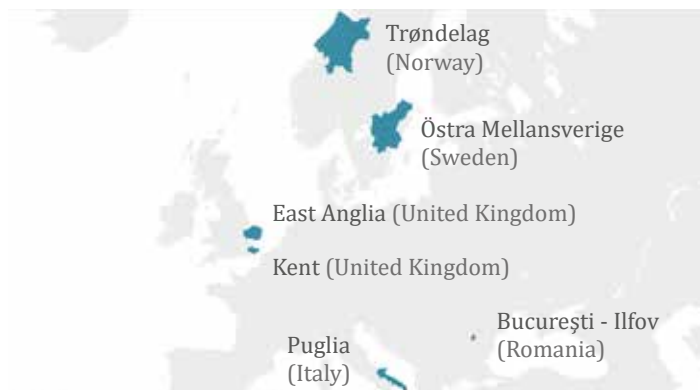 Trøndelag
(Norway)
Östra Mellansverige
(Sweden)
East Anglia (United Kingdom)
Kent (United Kingdom)
Bucureşti - Ilfov
(Romania)
Puglia
(Italy)